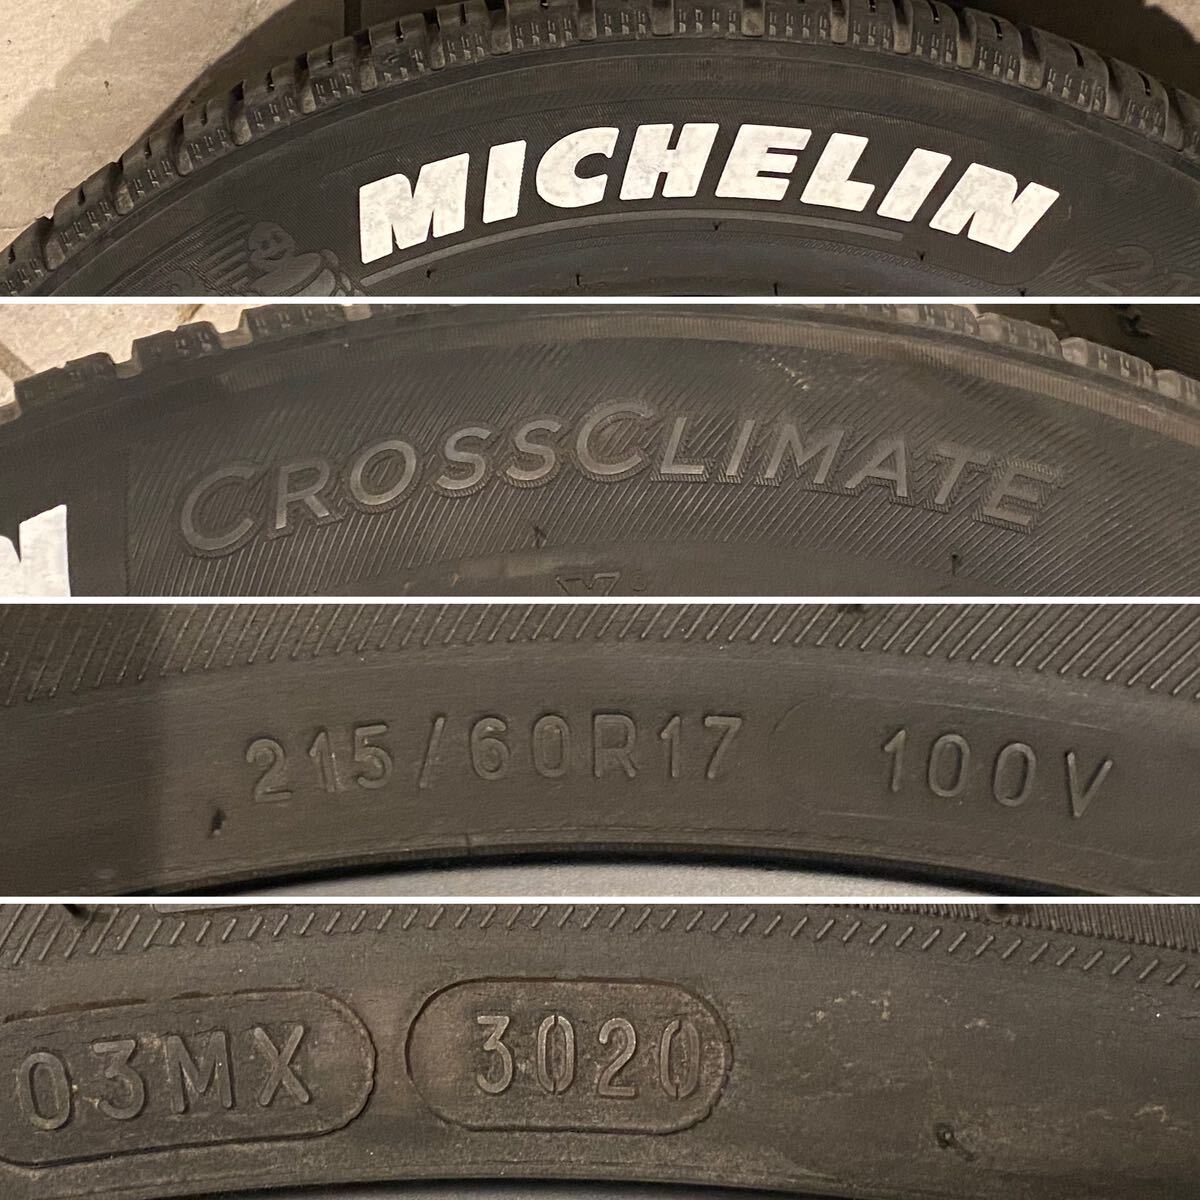 MICHELIN
CROSSCLIMATE
215/60R17 100V
03MX 3020